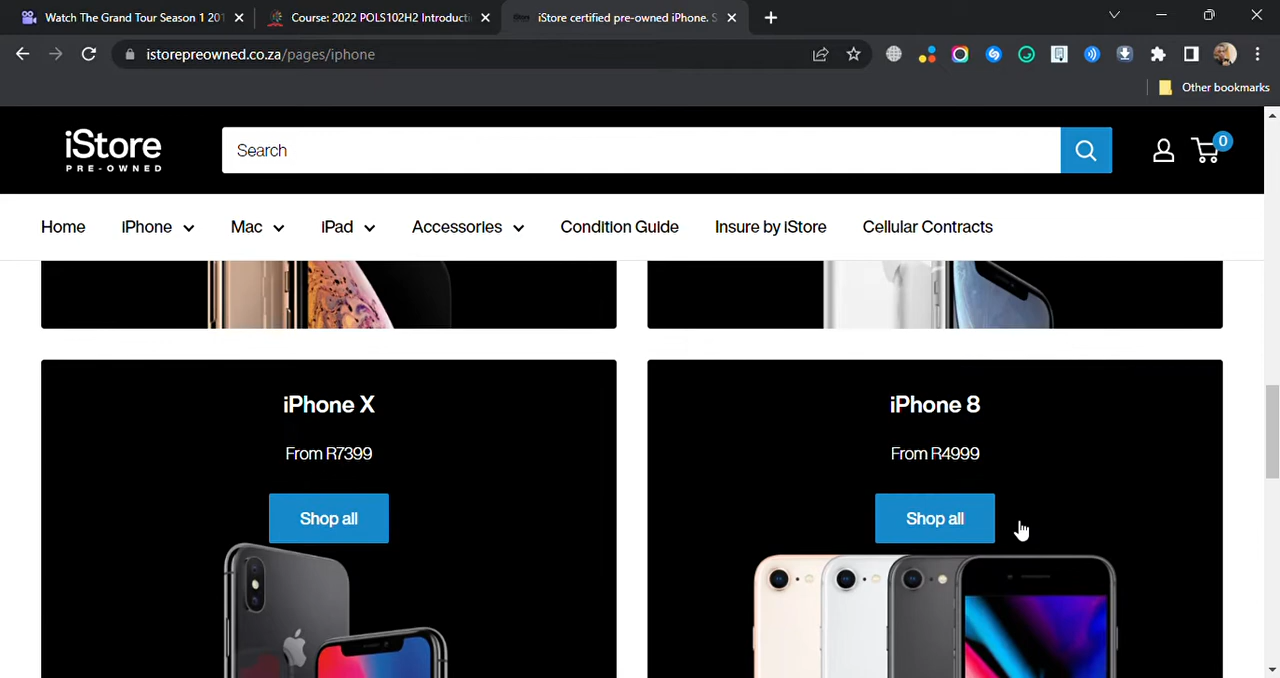 Watch The Grand Tour Season 1 201
Course: 2022 POLS102H2 Introducti
iStore certified pre-owned iPhone. S
istorepreowned.co.za/pages/iphone
Other bookmarks
iStore
PRE-OWNED
Search
0
Home
iPhone
Mac
iPad
Accessories
Condition Guide
Insure by iStore
Cellular Contracts
iPhone X
From R7399
Shop all
iPhone 8
From R4999
Shop all